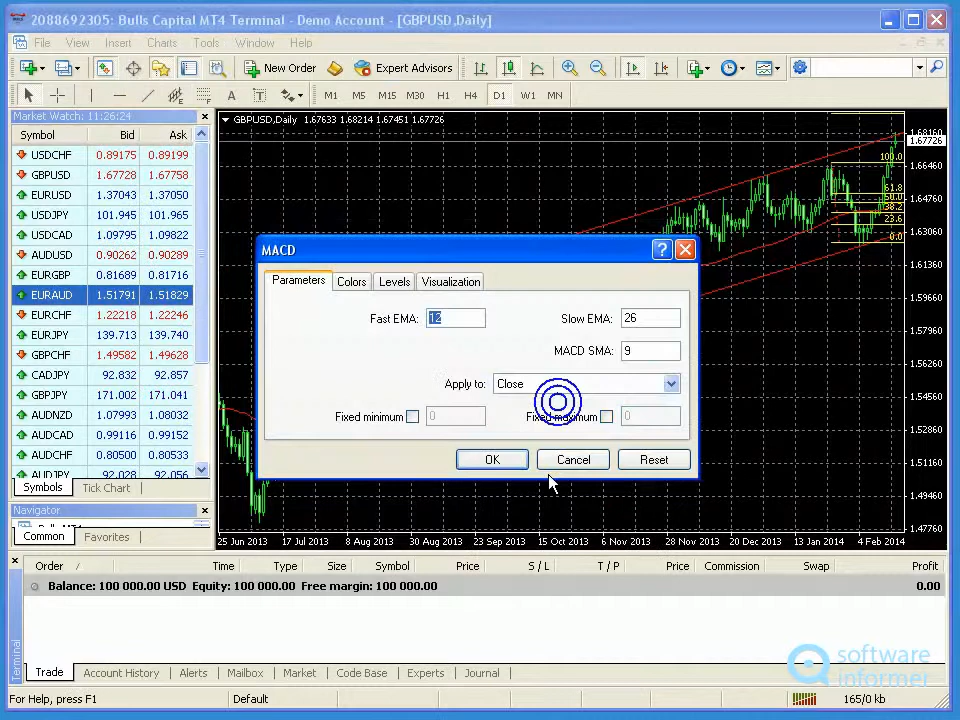 2088692305: Bulls Capital MT4 Terminal - Demo Account - [GBPUSD,Daily]
File View Insert Charts Tools Window Help
New Order Expert Advisors
A T M1 M5 M15 M30 H1 H4 D1 W1 MN
Market Watch: 11:26:24
Symbol Bid Ask
USDCHF 0.89175 0.89199
GBPUSD 1.67728 1.67758
EURUSD 1.37043 1.37050
USDJPY 101.945 101.965
USDCAD 1.09795 1.09822
AUDUSD 0.90262 0.90289
EURGBP 0.81689 0.81716
EURAUD 1.51791 1.51829
EURCHF 1.22218 1.22246
EURJPY 139.713 139.740
GBPCHF 1.49582 1.49628
CADJPY 92.832 92.857
GBPJPY 171.002 171.041
AUDNZD 1.07993 1.08032
AUDCAD 0.99116 0.99152
AUDCHF 0.80500 0.80533
AUDJPY 92.028 92.056
Symbols Tick Chart
Navigator
Bulls MT4
Common Favorites
GBPUSD,Daily 1.67633 1.68214 1.67451 1.67726
1.68160
1.67726
1.66460
1.64760
1.63060
1.61360
1.59660
1.57960
1.56260
1.54560
1.52860
1.51160
1.49460
1.47760
100.0
61.8
50.0
38.2
23.6
0.0
25 Jun 2013 17 Jul 2013 8 Aug 2013 30 Aug 2013 23 Sep 2013 15 Oct 2013 6 Nov 2013 28 Nov 2013 20 Dec 2013 13 Jan 2014 4 Feb 2014
MACD
Parameters Colors Levels Visualization
Fast EMA: 12 Slow EMA: 26
MACD SMA: 9
Apply to: Close
Fixed minimum 0 Fixed maximum 0
OK Cancel Reset
Order / Time Type Size Symbol Price S / L T / P Price Commission Swap Profit
Balance: 100 000.00 USD Equity: 100 000.00 Free margin: 100 000.00 0.00
Terminal
Trade Account History Alerts Mailbox Market Code Base Experts Journal
For Help, press F1 Default 165/0 kb
software
informer